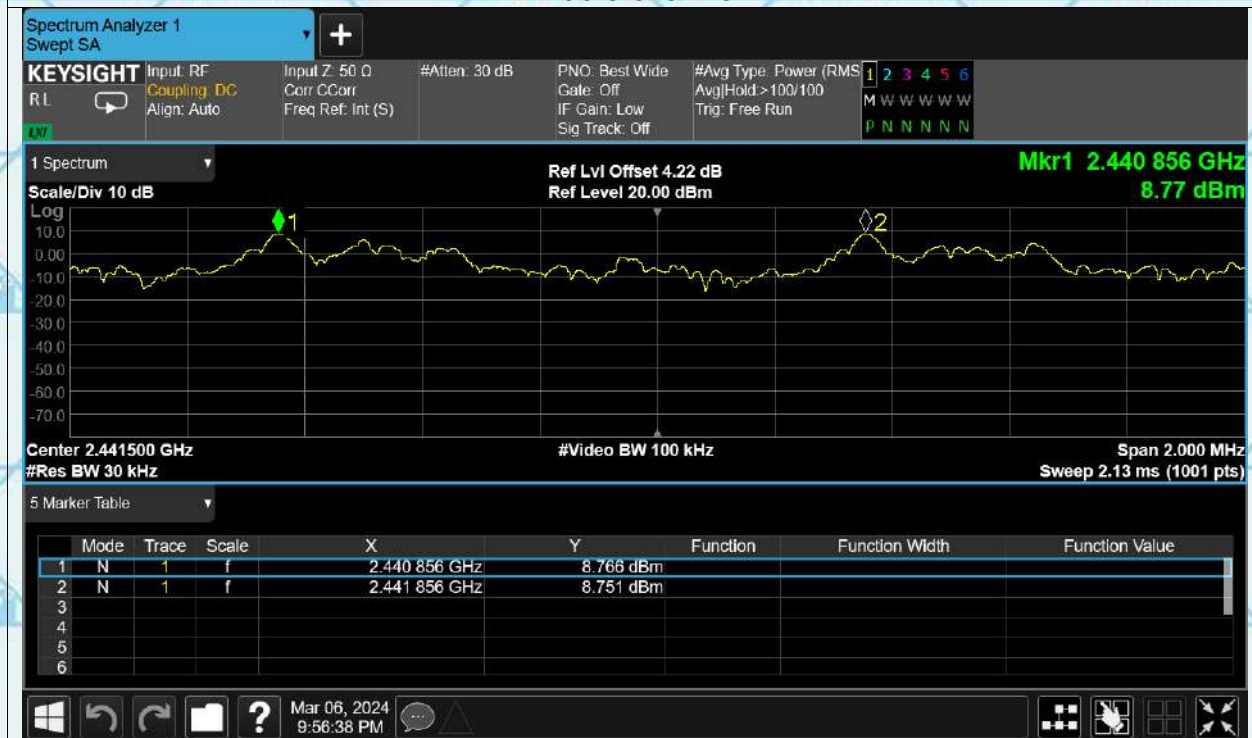 Spectrum Analyzer 1
Swept SA
+
KEYSIGHT
RL
LXI
Input: RF
Coupling: DC
Align: Auto
Input Z: 50 Ω
Corr CCorr
Freq Ref: Int (S)
#Atten: 30 dB
PNO: Best Wide
Gate: Off
IF Gain: Low
Sig Track: Off
#Avg Type: Power (RMS
Avg|Hold:>100/100
Trig: Free Run
1 2 3 4 5 6
M W W W W W
P N N N N N
1 Spectrum
Scale/Div 10 dB
Ref Lvl Offset 4.22 dB
Ref Level 20.00 dBm
Mkr1 2.440 856 GHz
8.77 dBm
Log
10.0
0.00
-10.0
-20.0
-30.0
-40.0
-50.0
-60.0
-70.0
1
2
Center 2.441500 GHz
#Res BW 30 kHz
#Video BW 100 kHz
Span 2.000 MHz
Sweep 2.13 ms (1001 pts)
5 Marker Table
Mode Trace Scale X Y Function Function Width Function Value
1 N 1 f 2.440 856 GHz 8.766 dBm
2 N 1 f 2.441 856 GHz 8.751 dBm
3
4
5
6
?
Mar 06, 2024
9:56:38 PM